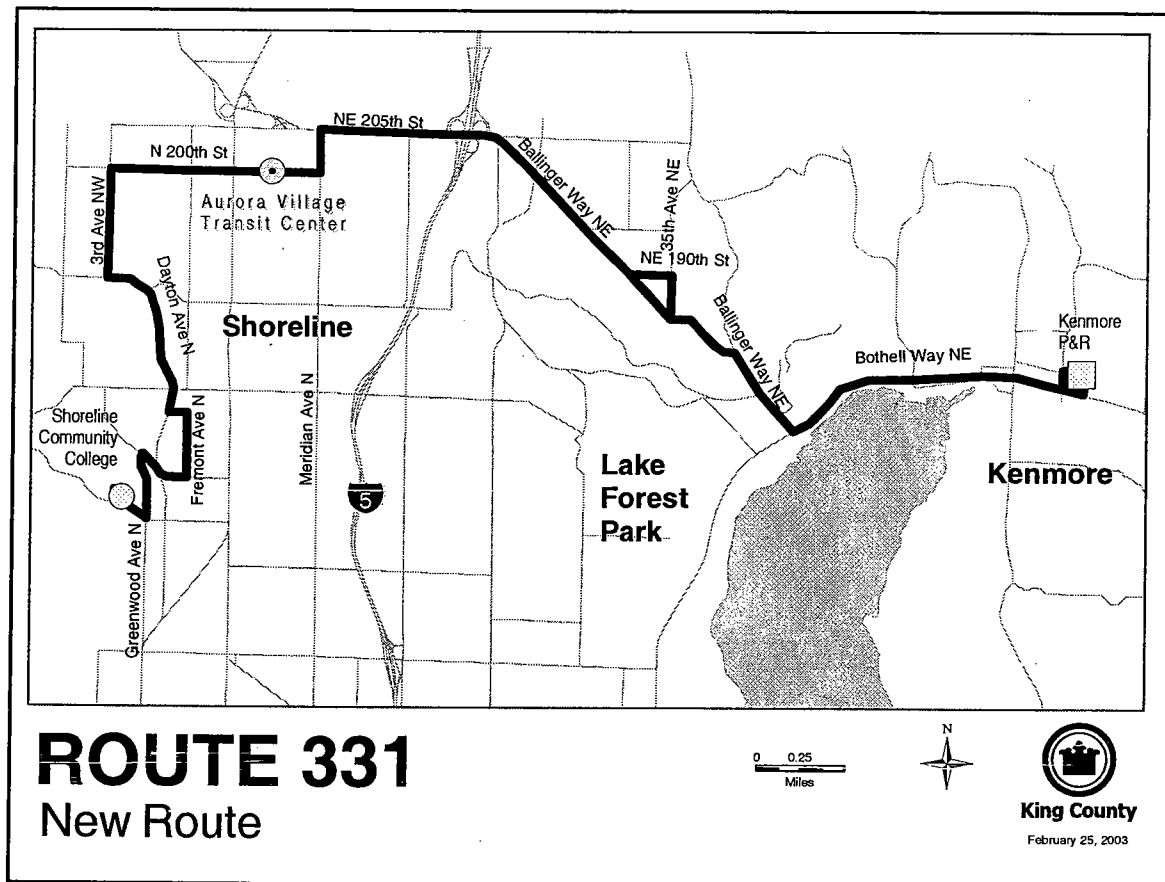 NE 205th St
N 200th St
Aurora Village
Transit Center
3rd Ave NW
Dayton Ave N
Ballinger Way NE
35th Ave NE
NE 190th St
Ballinger Way NE
Shoreline
Kenmore
P&R
Bothell Way NE
Shoreline
Community
College
Fremont Ave N
Meridian Ave N
5
Greenwood Ave N
Lake
Forest
Park
Kenmore
ROUTE 331
New Route
0 0.25
Miles
N
King County
February 25, 2003